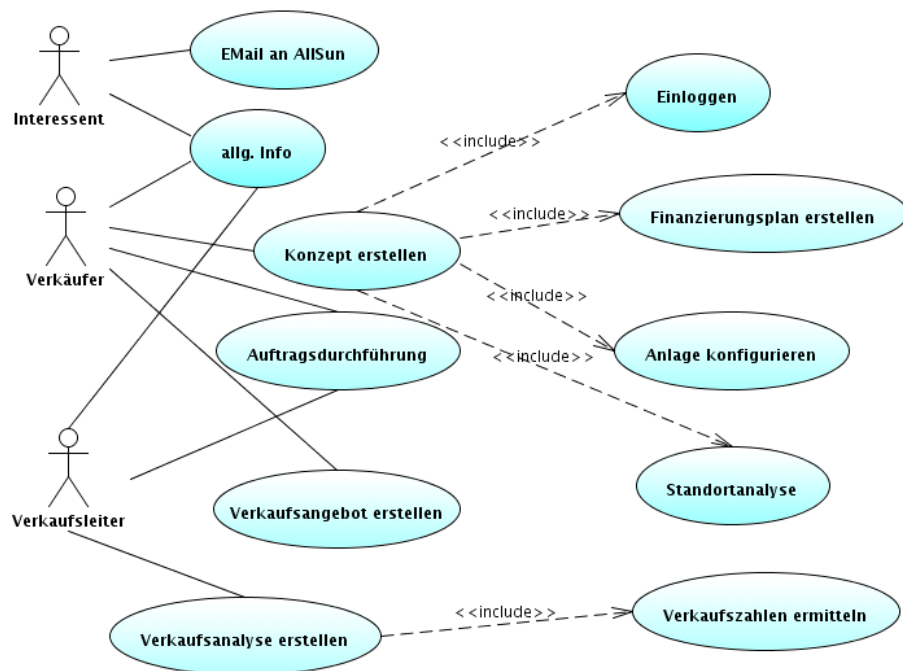 EMail an AllSun
Interessent
Einloggen
<<include>>
allg. Info
<<include>>
Finanzierungsplan erstellen
Verkäufer
Konzept erstellen
<<include>>
Auftragsdurchführung
<<include>>
Anlage konfigurieren
Standortanalyse
Verkaufsleiter
Verkaufsangebot erstellen
<<include>>
Verkaufszahlen ermitteln
Verkaufsanalyse erstellen